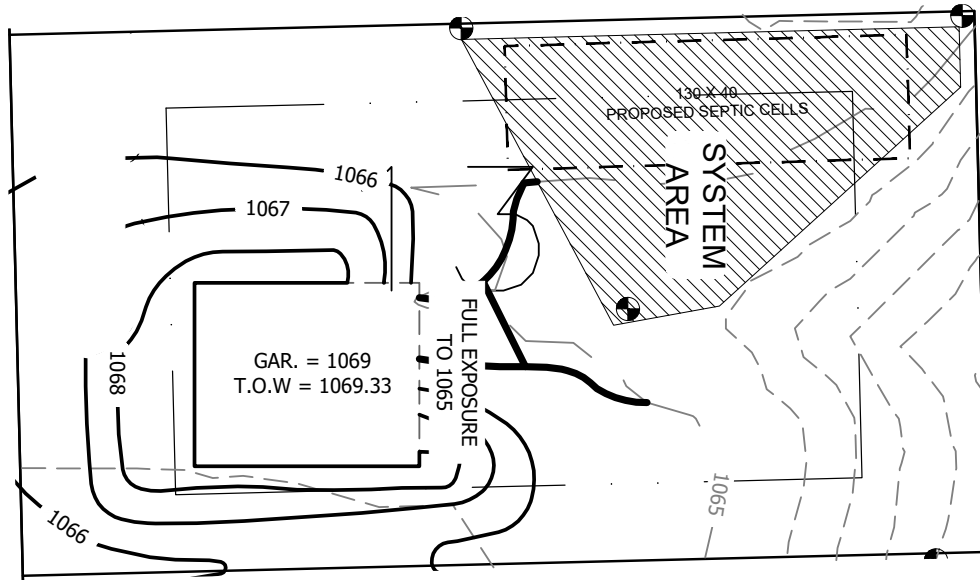 130 X 40
PROPOSED SEPTIC CELLS
SYSTEM
AREA
1066
1067
1068
GAR. = 1069
T.O.W = 1069.33
FULL EXPOSURE
TO 1065
1065
1066